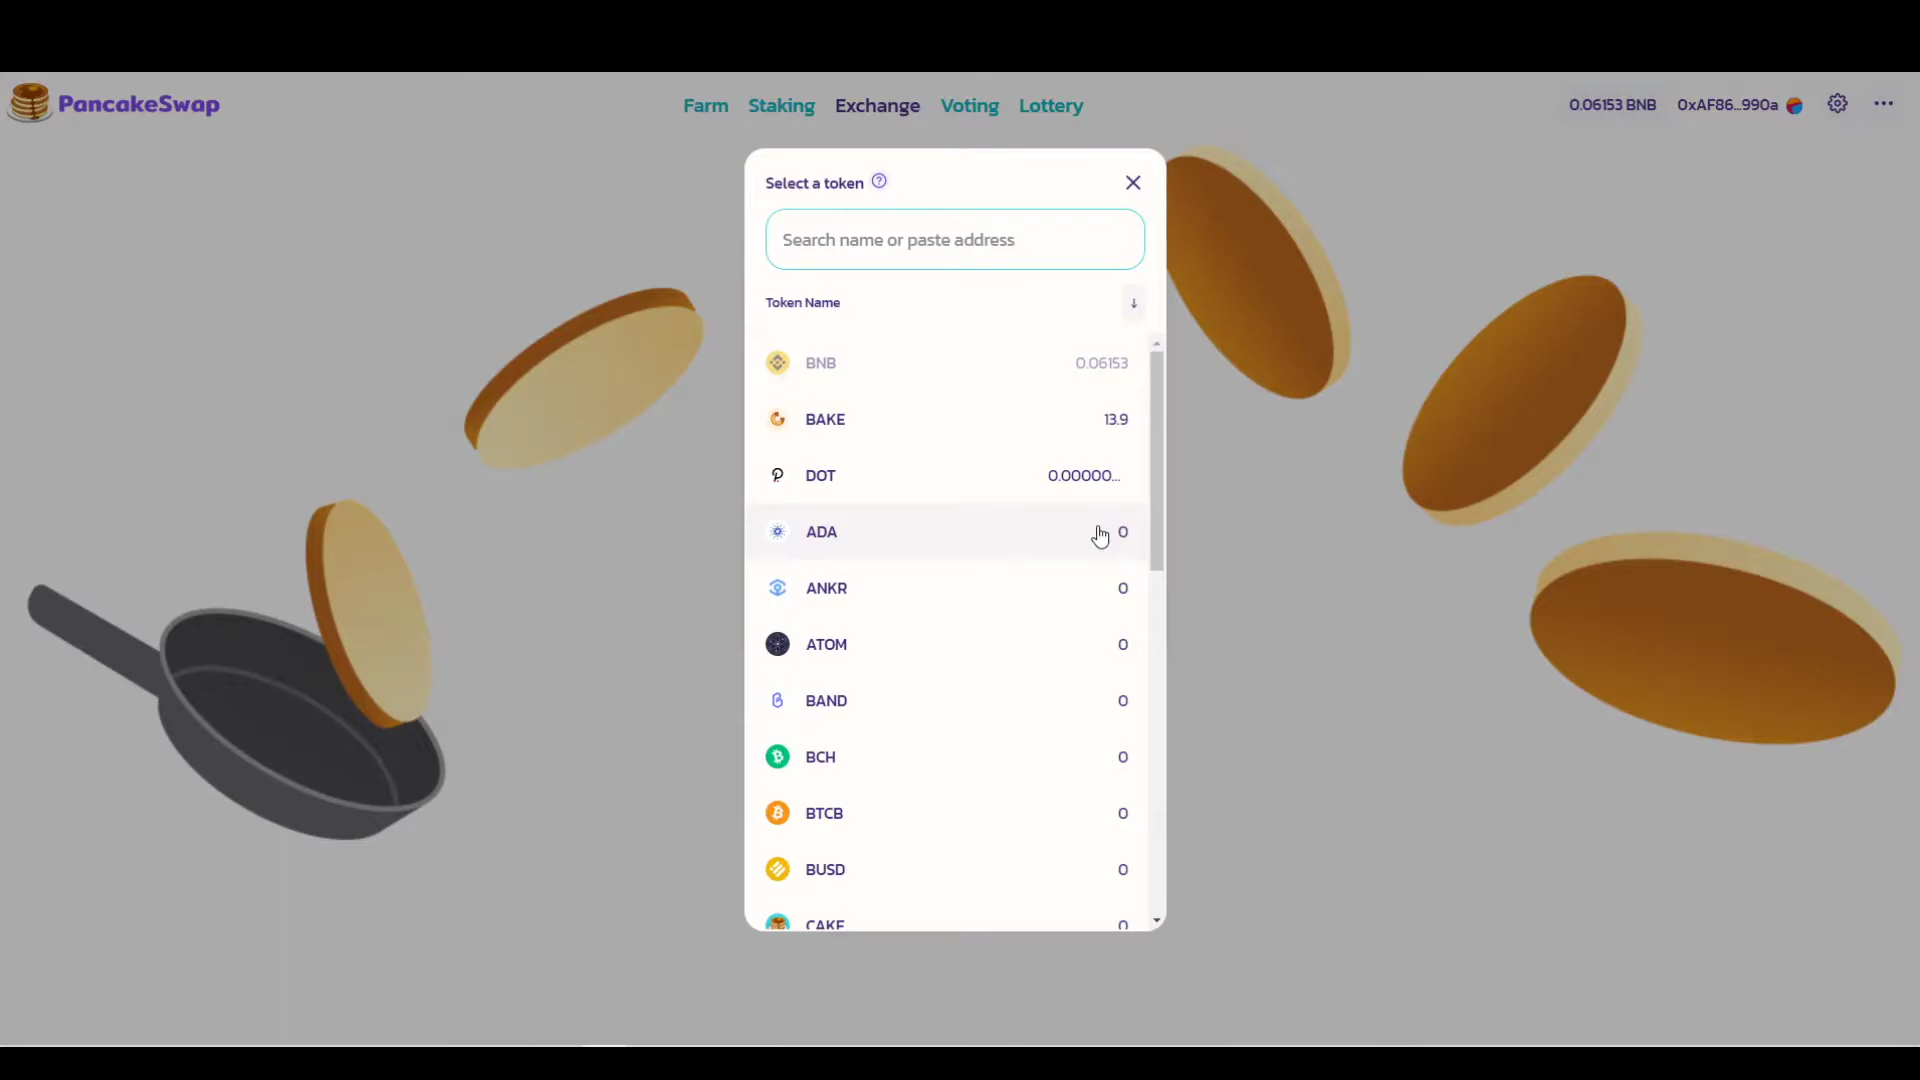 PancakeSwap
Farm Staking Exchange Voting Lottery
0.06153 BNB 0xAF86...990a
Select a token
Search name or paste address
Token Name
BNB 0.06153
BAKE 13.9
DOT 0.00000...
ADA 0
ANKR 0
ATOM 0
BAND 0
BCH 0
BTCB 0
BUSD 0
CAKE 0